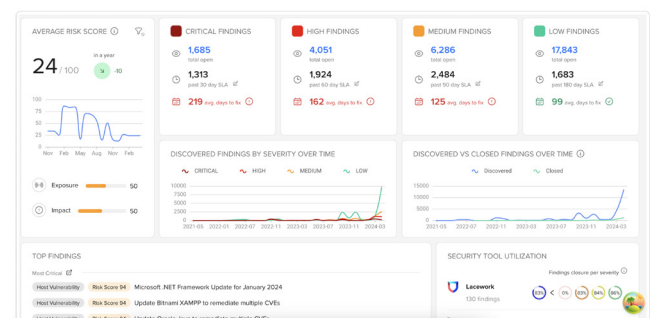 AVERAGE RISK SCORE
in a year
24 / 100
-10
100
75
50
25
0
Nov Feb May Aug Nov Feb
Exposure 50
Impact 50
CRITICAL FINDINGS
1,685
total open
1,313
past 30 day SLA
219 avg. days to fix
HIGH FINDINGS
4,051
total open
1,924
past 60 day SLA
162 avg. days to fix
MEDIUM FINDINGS
6,286
total open
2,484
past 90 day SLA
125 avg. days to fix
LOW FINDINGS
17,843
total open
1,683
past 180 day SLA
99 avg. days to fix
DISCOVERED FINDINGS BY SEVERITY OVER TIME
CRITICAL HIGH MEDIUM LOW
10000
7500
5000
2500
0
2021-05 2022-01 2022-07 2022-11 2023-03 2023-07 2023-11 2024-03
DISCOVERED VS CLOSED FINDINGS OVER TIME
Discovered Closed
15000
10000
5000
0
2021-05 2022-01 2022-07 2022-11 2023-03 2023-07 2023-11 2024-03
TOP FINDINGS
Most Critical
Host Vulnerability Risk Score 94 Microsoft .NET Framework Update for January 2024
Host Vulnerability Risk Score 94 Update Bitnami XAMPP to remediate multiple CVEs
SECURITY TOOL UTILIZATION
Findings closure per severity
Lacework
130 findings
83% < 0% 83% 84% 86%